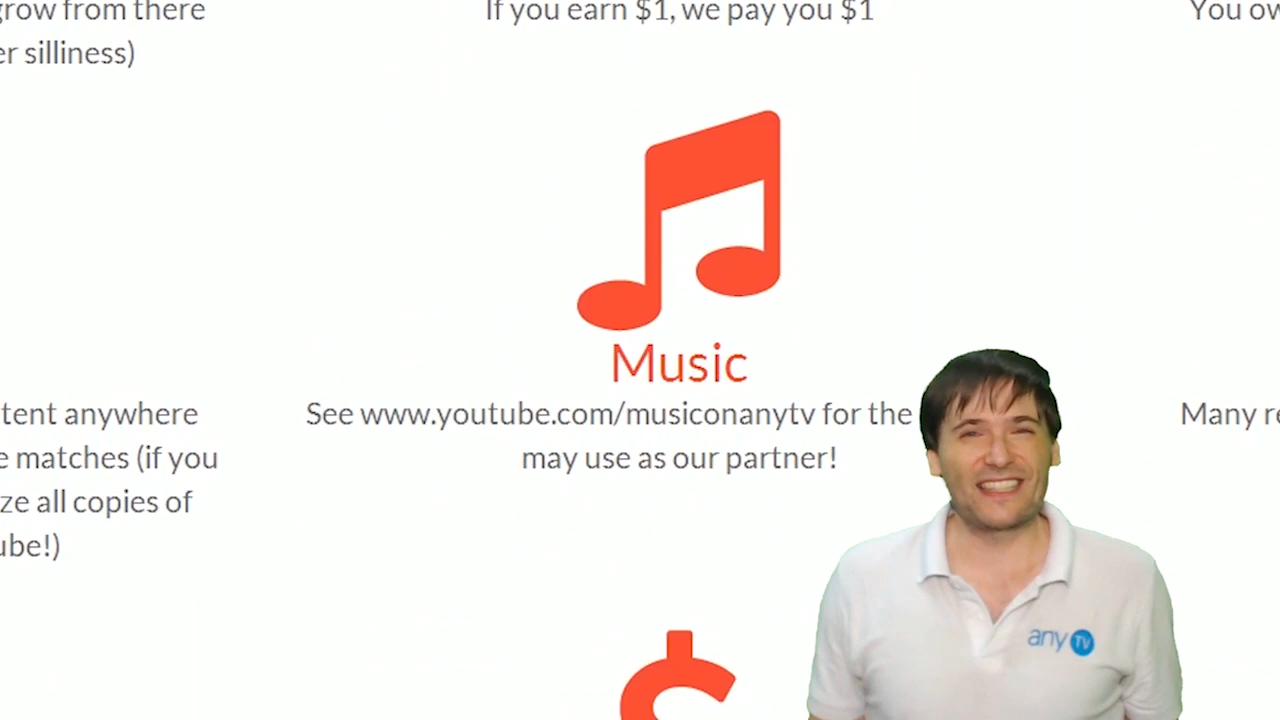 grow from there
er silliness)
If you earn $1, we pay you $1
You ow
Music
tent anywhere
e matches (if you
ze all copies of
ube!)
See www.youtube.com/musiconanytv for the
may use as our partner!
Many re
any TV